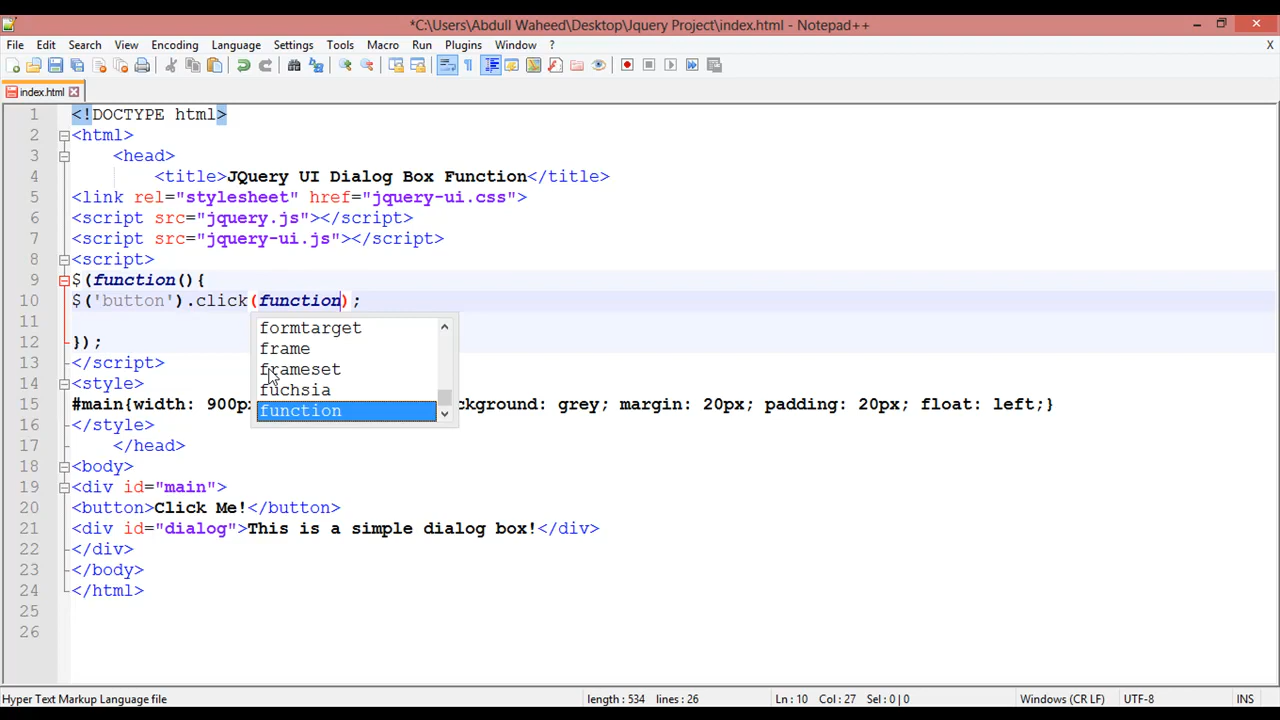 *C:\Users\Abdull Waheed\Desktop\Jquery Project\index.html - Notepad++
File Edit Search View Encoding Language Settings Tools Macro Run Plugins Window ? X
index.html
1 <!DOCTYPE html>
2 <html>
3 <head>
4 <title>JQuery UI Dialog Box Function</title>
5 <link rel="stylesheet" href="jquery-ui.css">
6 <script src="jquery.js"></script>
7 <script src="jquery-ui.js"></script>
8 <script>
9 $(function(){
10 $('button').click(function);
11
formtarget
12 });
frame
13 </script>
frameset
14 <style>
fuchsia
15 #main{width: 900px ckground: grey; margin: 20px; padding: 20px; float: left;}
function
16 </style>
17 </head>
18 <body>
19 <div id="main">
20 <button>Click Me!</button>
21 <div id="dialog">This is a simple dialog box!</div>
22 </div>
23 </body>
24 </html>
25
26
Hyper Text Markup Language file length : 534 lines : 26 Ln : 10 Col : 27 Sel : 0 | 0 Windows (CR LF) UTF-8 INS